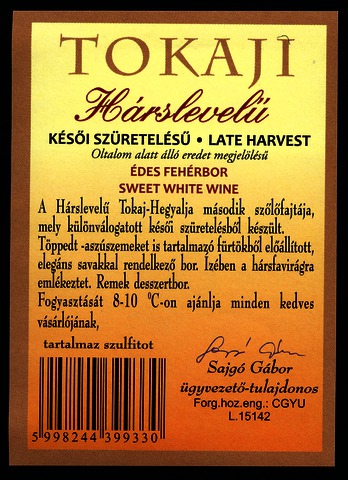 TOKAJI
Hárslevelű
KÉSŐI SZÜRETELÉSŰ • LATE HARVEST
Oltalom alatt álló eredet megjelölésű
ÉDES FEHÉRBOR
SWEET WHITE WINE
A Hárslevelű Tokaj-Hegyalja második szőlőfajtája,
mely különválogatott késői szüretelésből készült.
Töppedt -aszúszemeket is tartalmazó fürtökből előállított,
elegáns savakkal rendelkező bor. Ízében a hársfavirágra
emlékeztet. Remek desszertbor.
Fogyasztását 8-10 °C-on ajánlja minden kedves
vásárlójának,
tartalmaz szulfitot
Sajgó Gábor
ügyvezető-tulajdonos
Forg.hoz.eng.: CGYU
L.15142
5 998244 399330